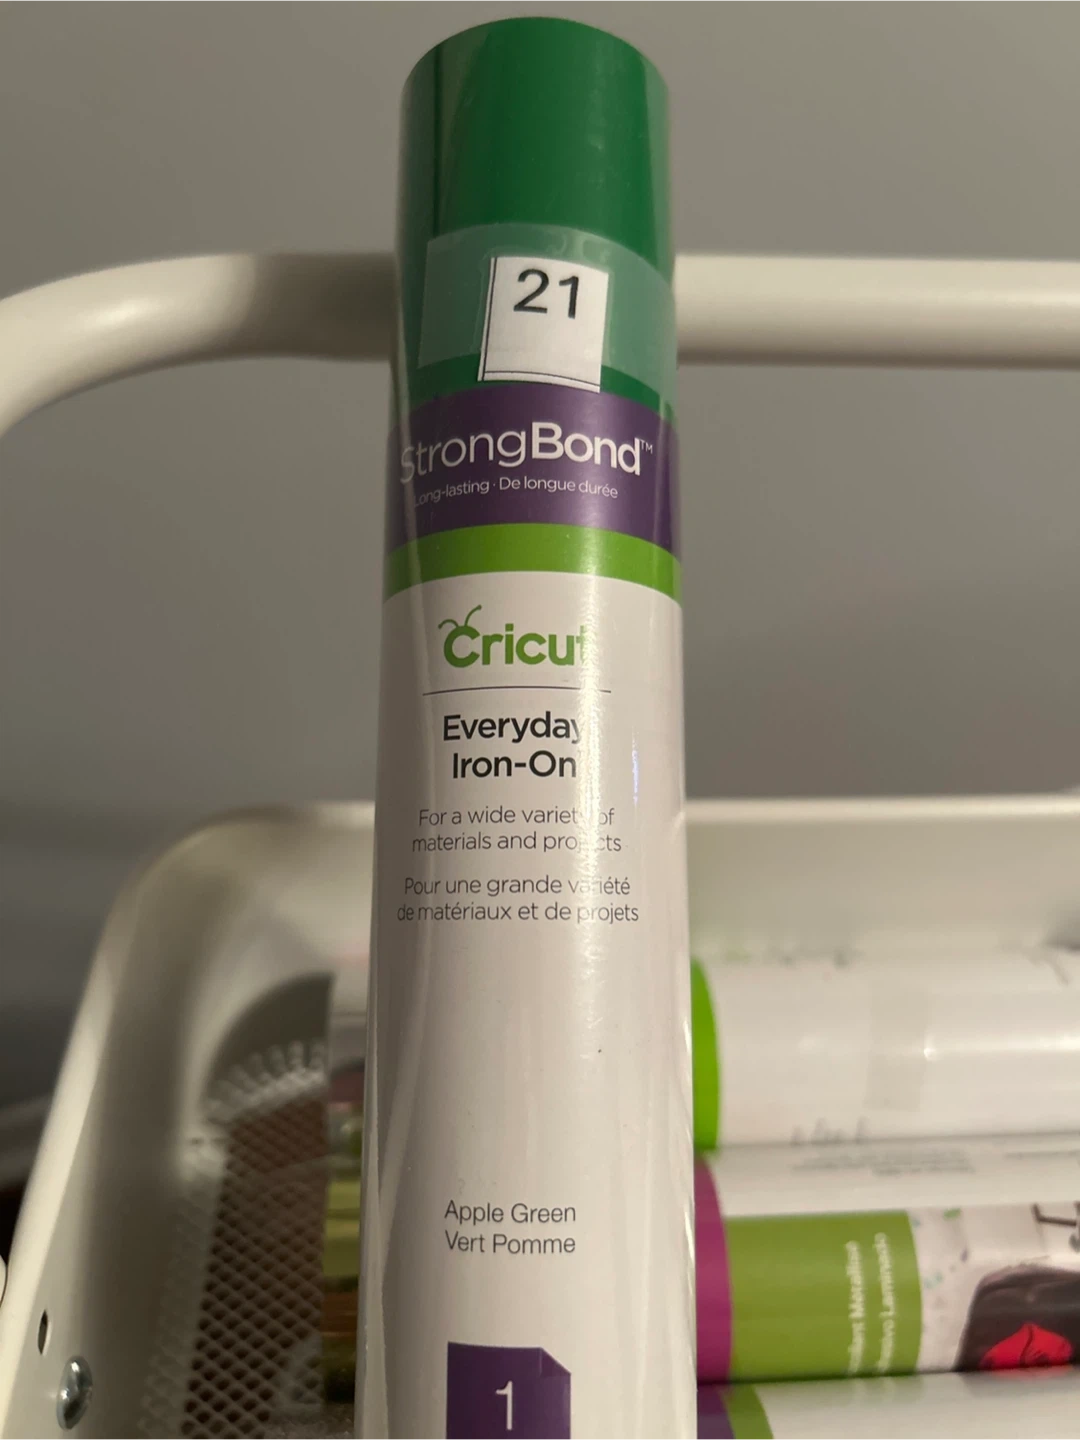 21
StrongBond™
Long-lasting · De longue durée
Cricut
Everyday
Iron-On
For a wide variety of
materials and projects
Pour une grande variété
de matériaux et de projets
Apple Green
Vert Pomme
1
Laminado